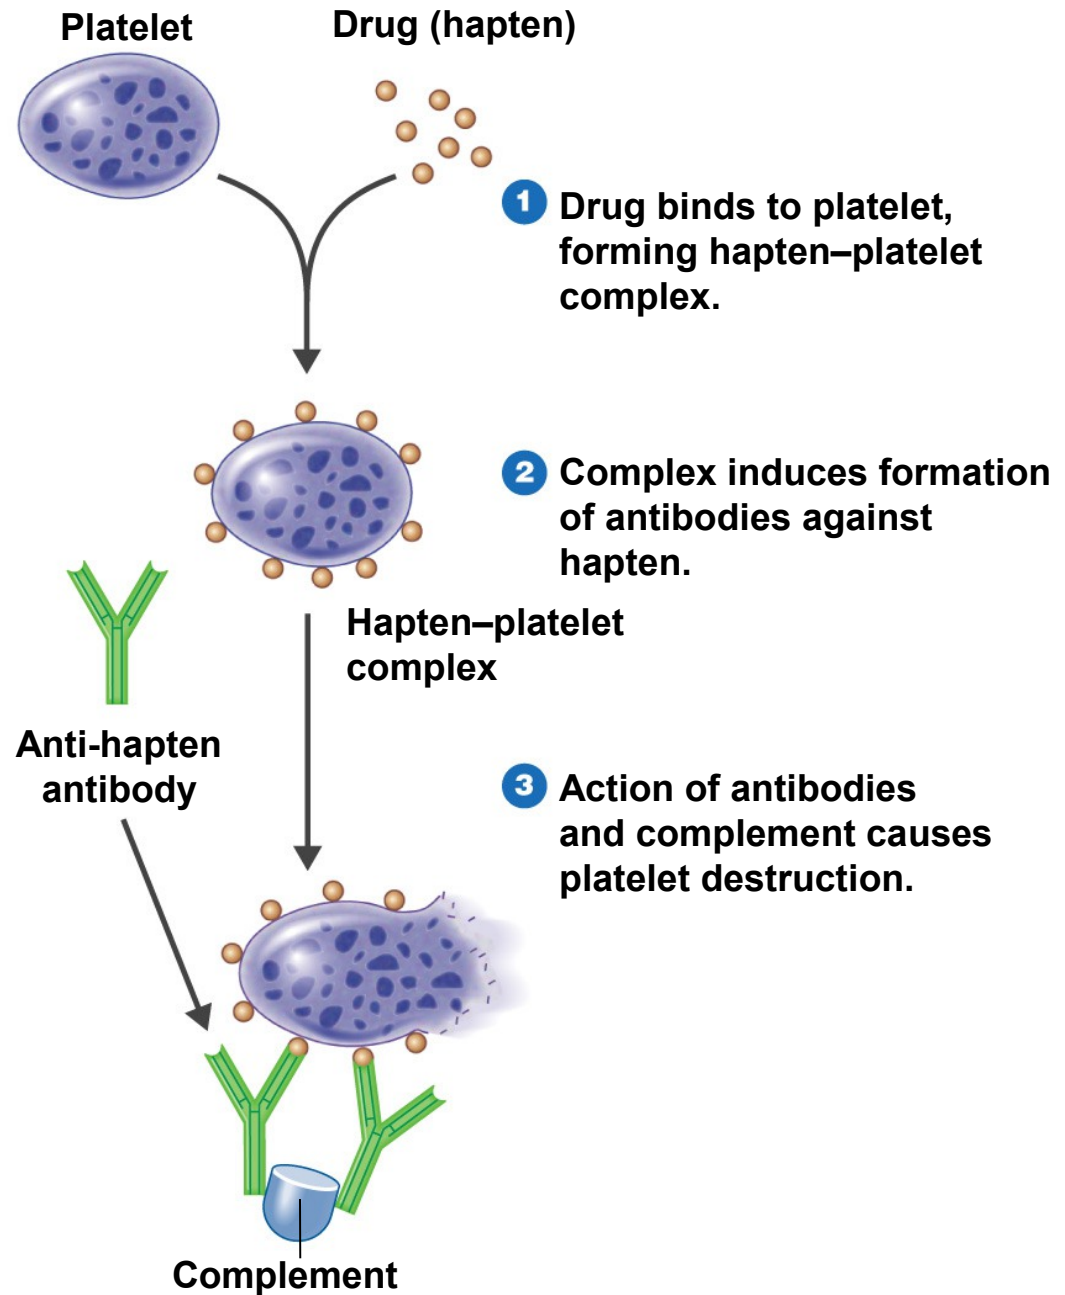 Platelet
Drug (hapten)
1 Drug binds to platelet,
forming hapten–platelet
complex.
2 Complex induces formation
of antibodies against
hapten.
Hapten–platelet
complex
Anti-hapten
antibody
3 Action of antibodies
and complement causes
platelet destruction.
Complement